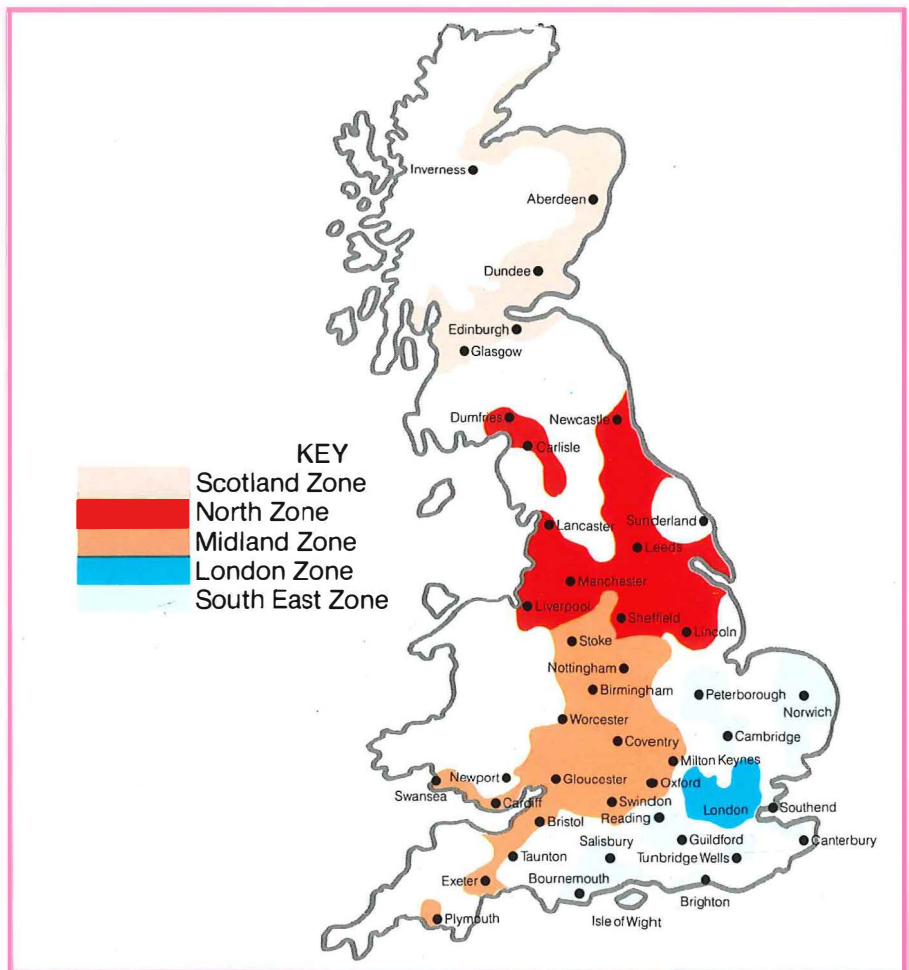 Inverness
Aberdeen
Dundee
Edinburgh
Glasgow
Dumfries
Newcastle
Carlisle
KEY
Scotland Zone
North Zone
Midland Zone
London Zone
South East Zone
Lancaster
Sunderland
Leeds
Manchester
Liverpool
Sheffield
Lincoln
Stoke
Nottingham
Birmingham
Peterborough
Norwich
Worcester
Coventry
Cambridge
Milton Keynes
Newport
Gloucester
Oxford
Swansea
Cardiff
Swindon
London
Southend
Bristol
Reading
Salisbury
Guildford
Canterbury
Taunton
Tunbridge Wells
Exeter
Bournemouth
Brighton
Plymouth
Isle of Wight